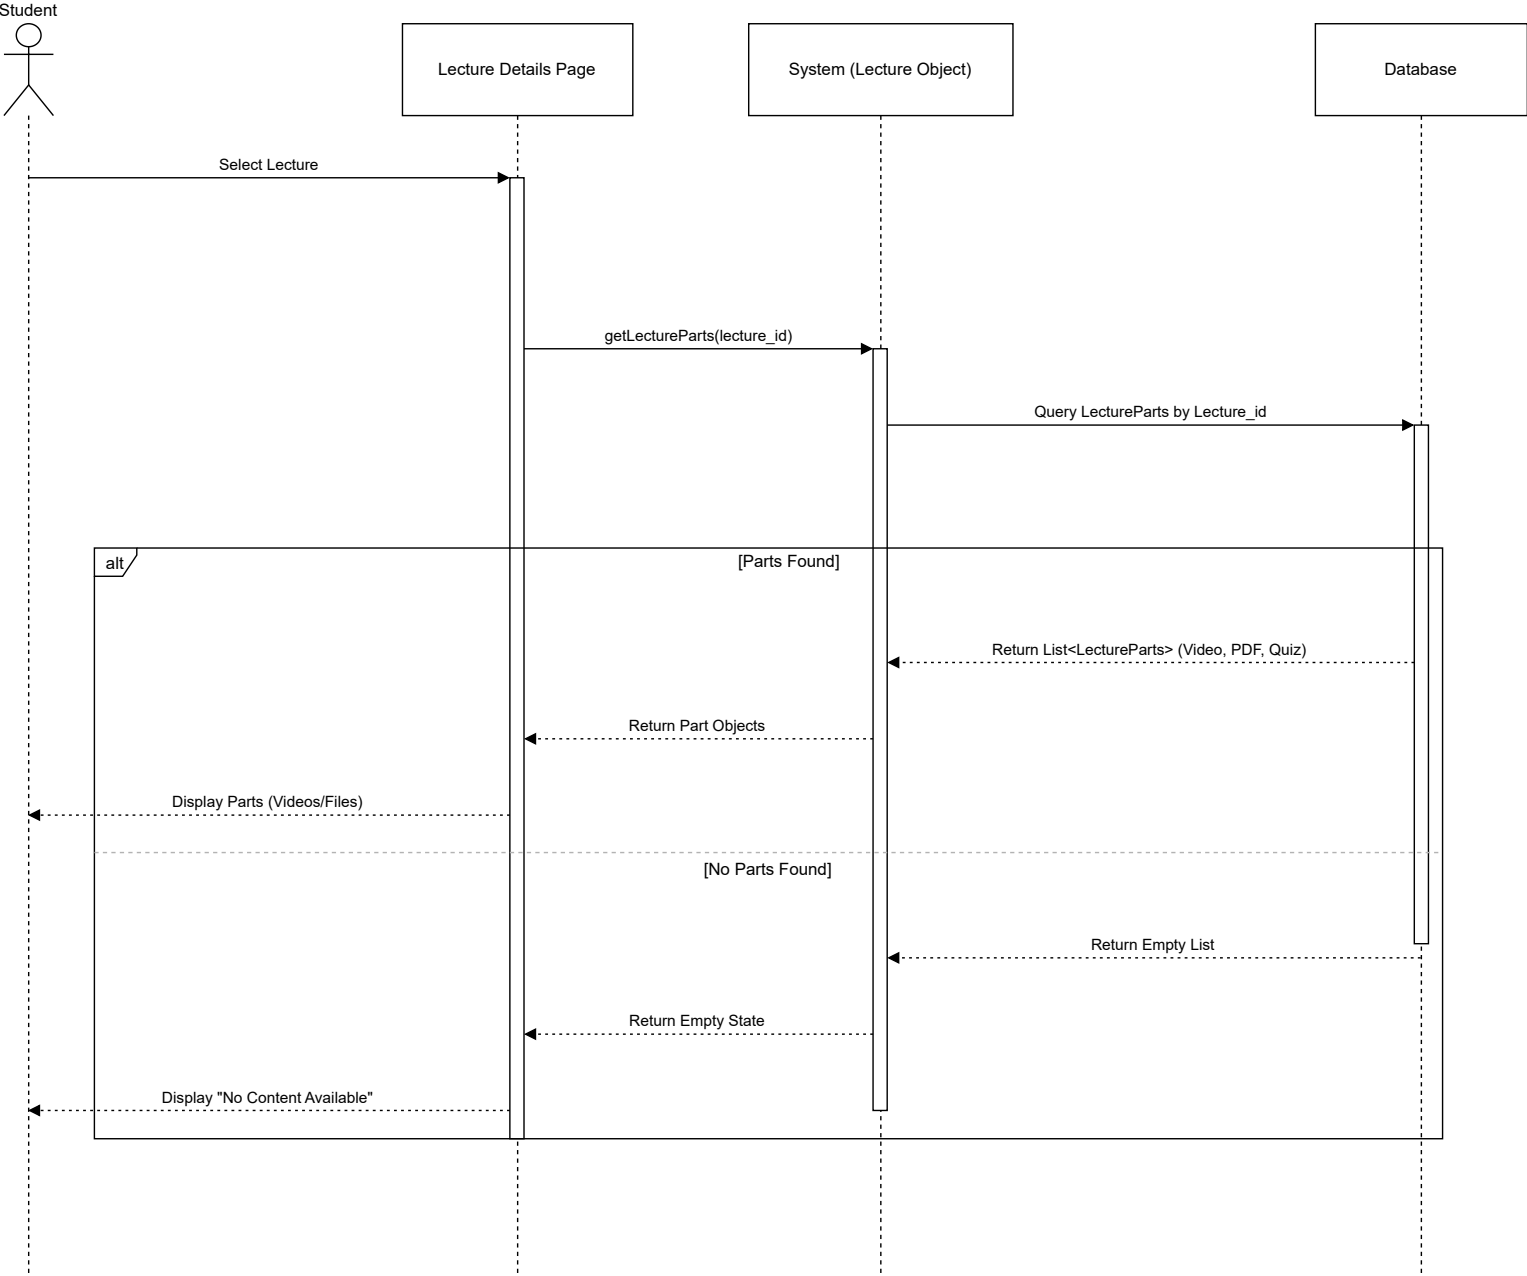 Student
Lecture Details Page
System (Lecture Object)
Database
Select Lecture
getLectureParts(lecture_id)
Query LectureParts by Lecture_id
alt
[Parts Found]
Return List<LectureParts> (Video, PDF, Quiz)
Return Part Objects
Display Parts (Videos/Files)
[No Parts Found]
Return Empty List
Return Empty State
Display "No Content Available"